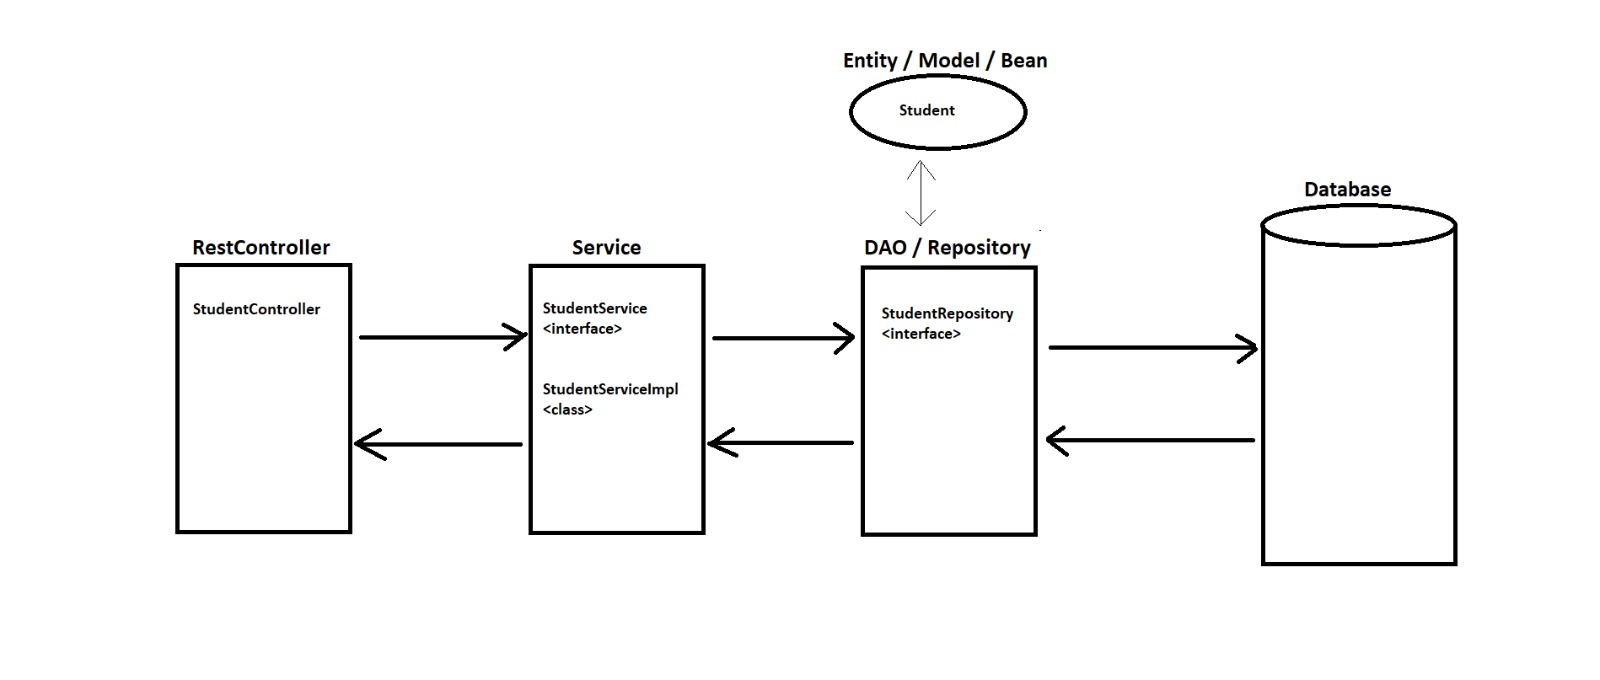 Entity / Model / Bean
Student
Database
RestController
StudentController
Service
StudentService
<interface>
StudentServiceImpl
<class>
DAO / Repository
StudentRepository
<interface>